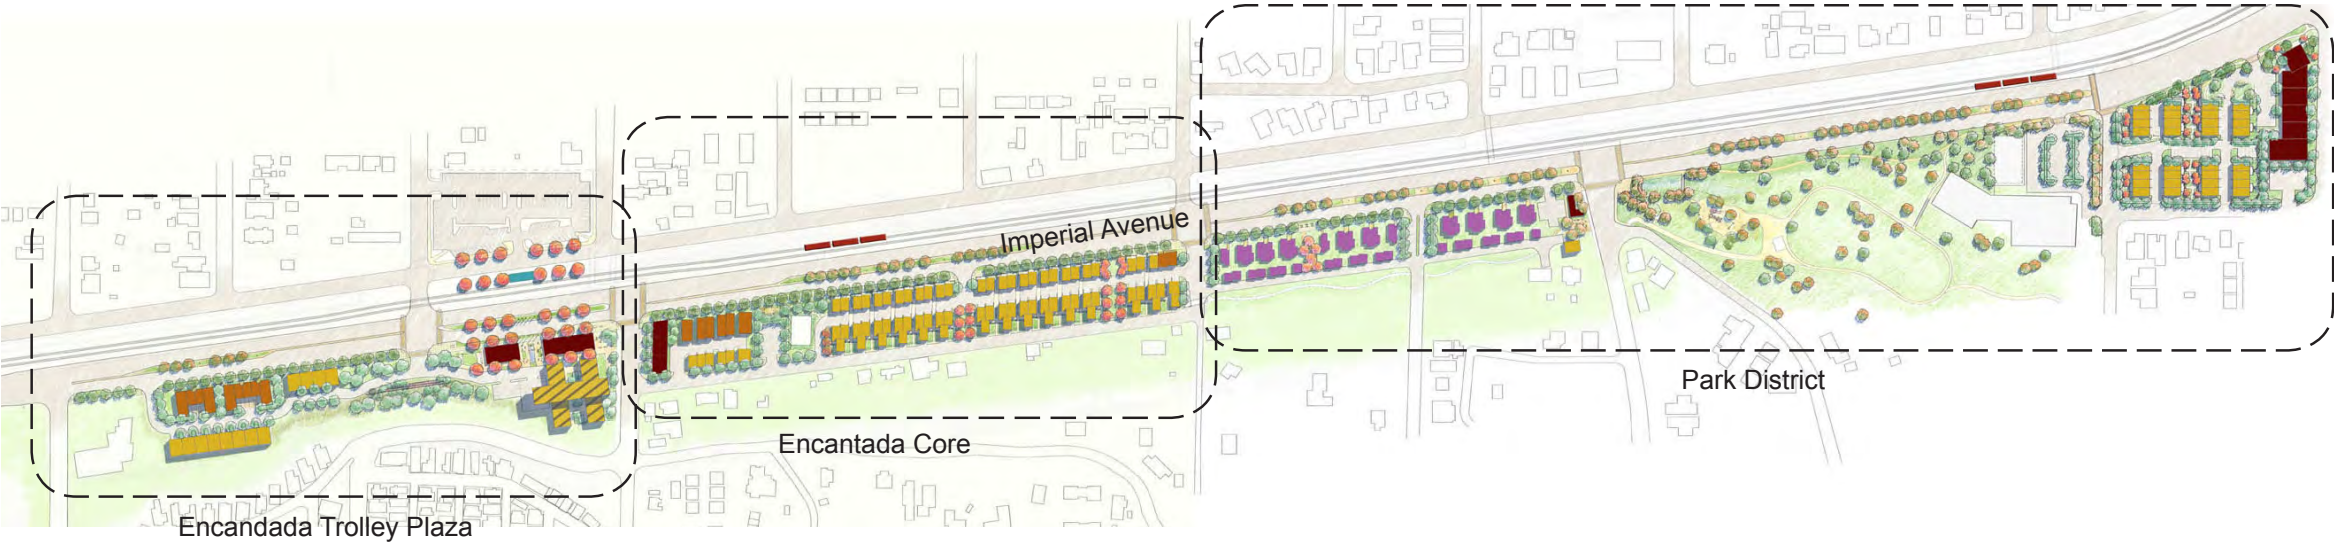 Imperial Avenue
Park District
Encantada Core
Encandada Trolley Plaza